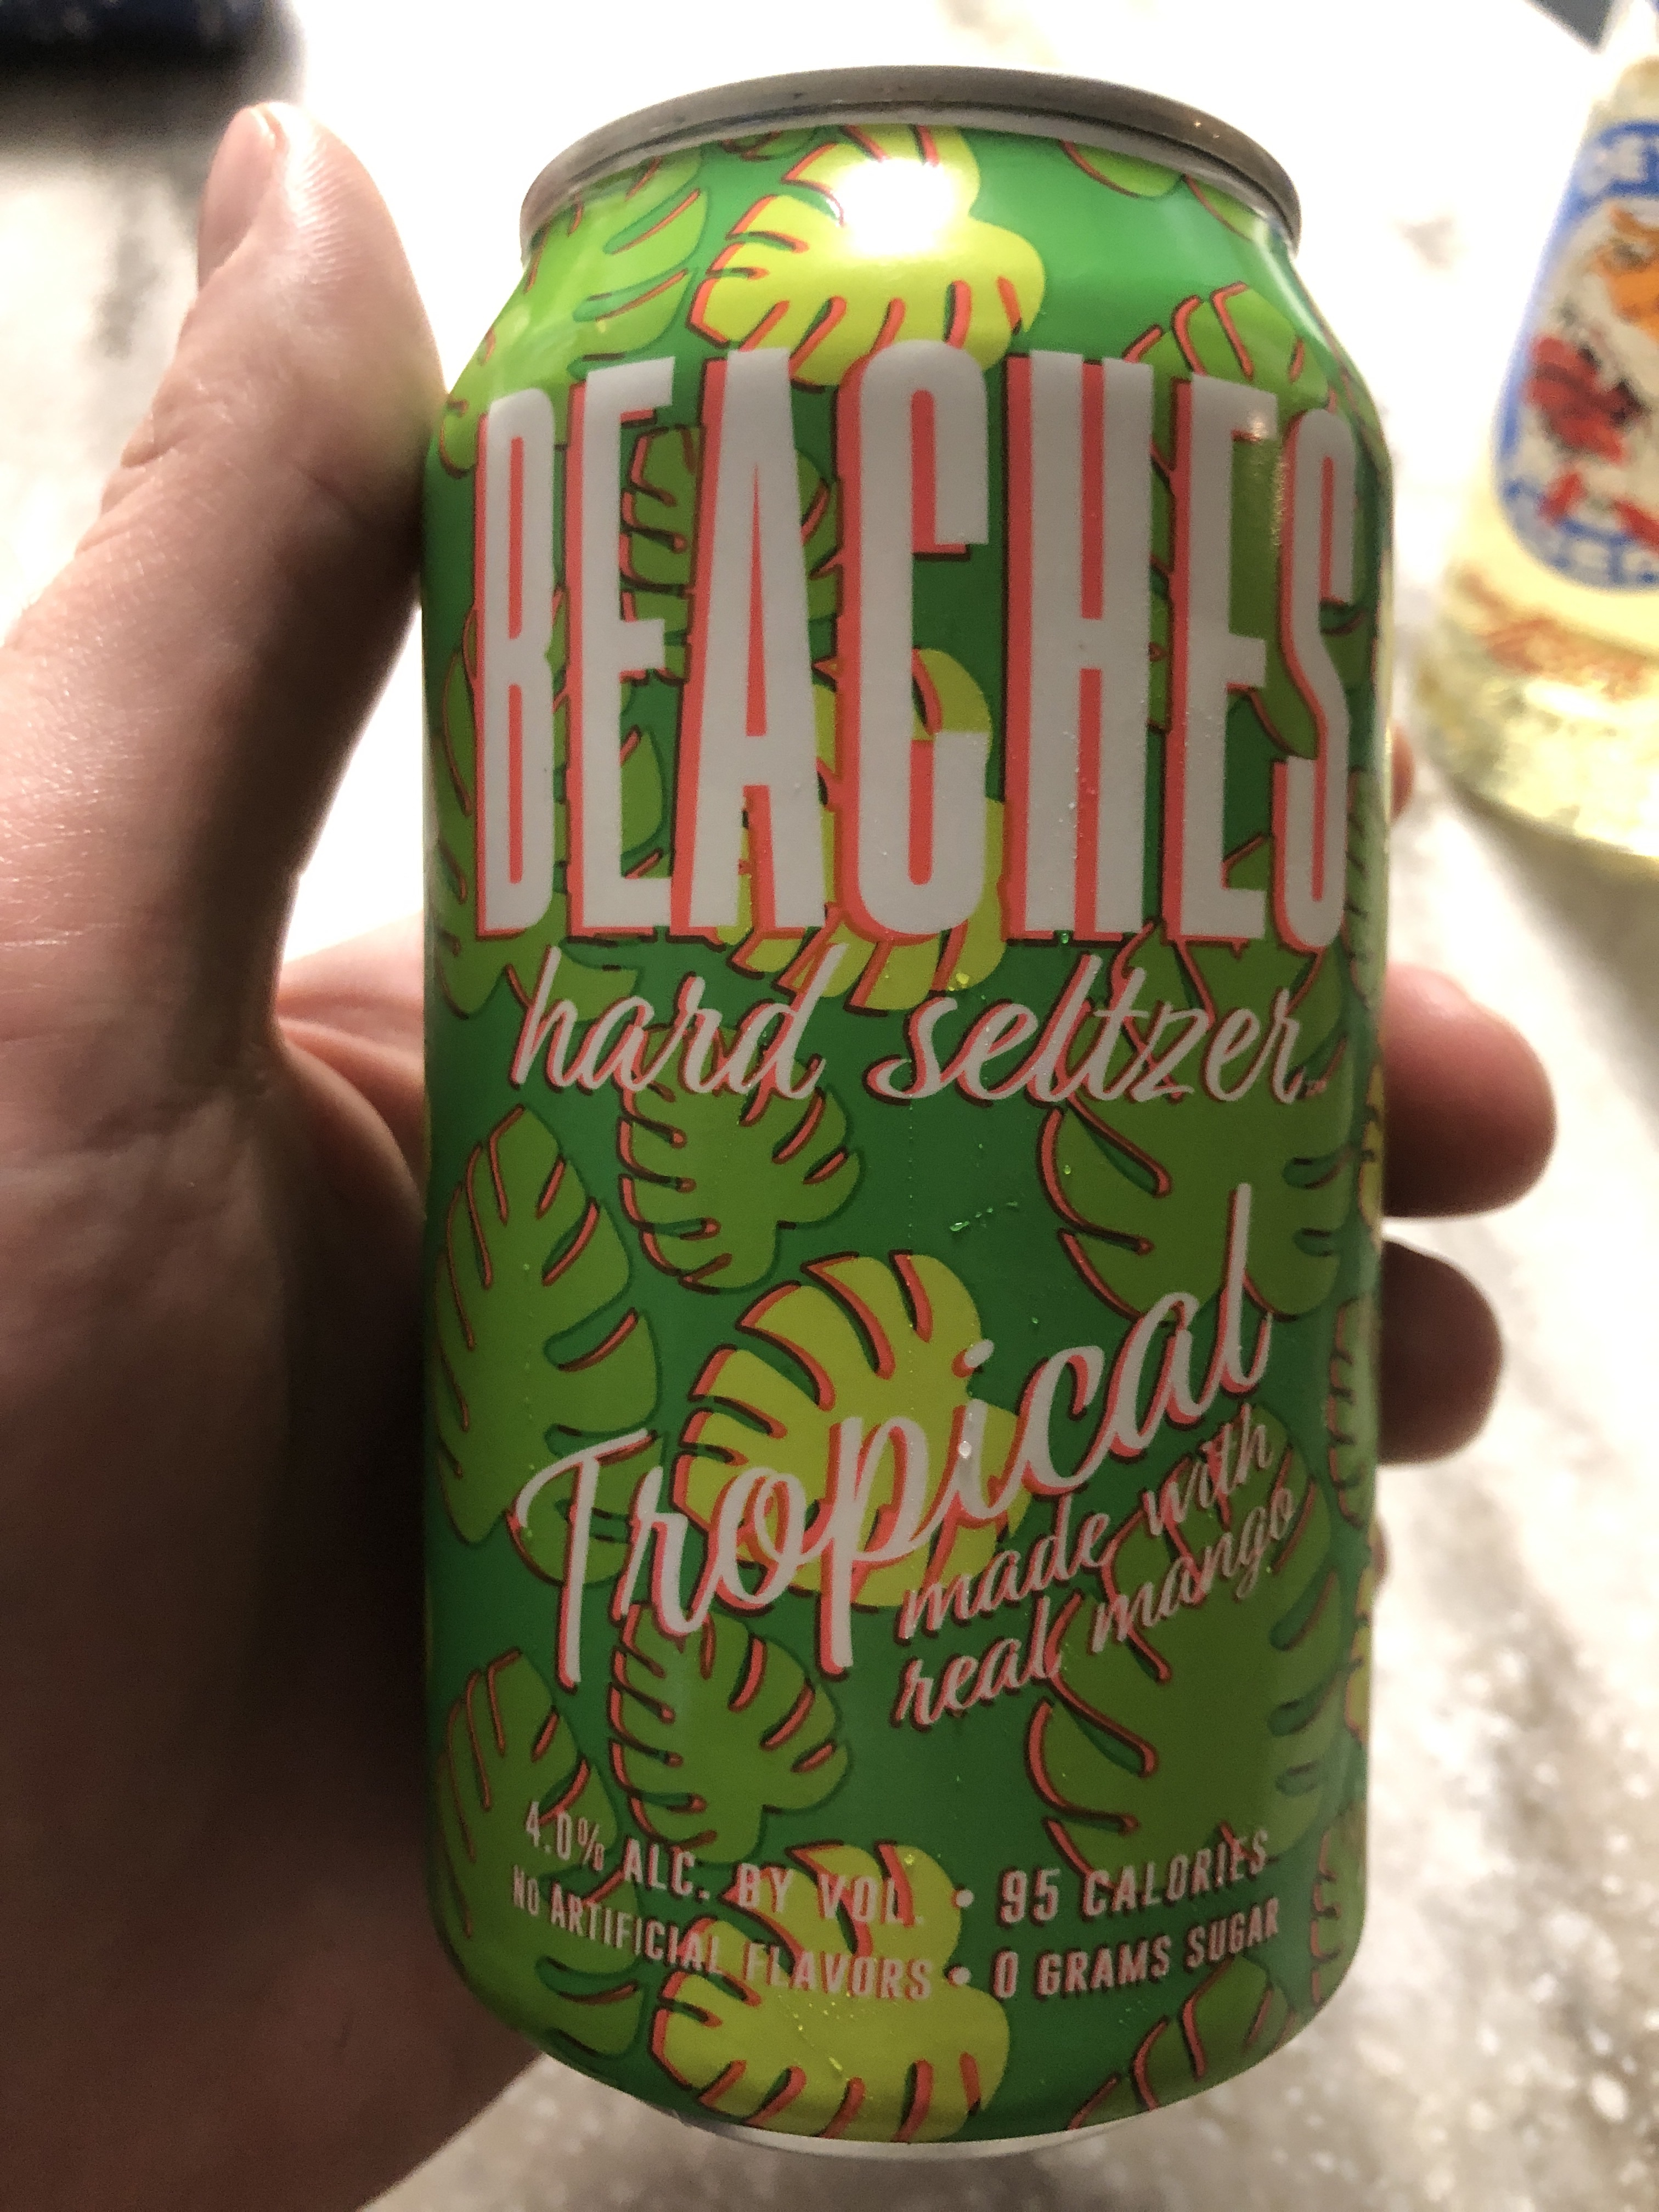 BEACHES
hard seltzer
Tropical
made with
real mango
4.0% ALC. BY VOL. • 95 CALORIES
NO ARTIFICIAL FLAVORS • 0 GRAMS SUGAR